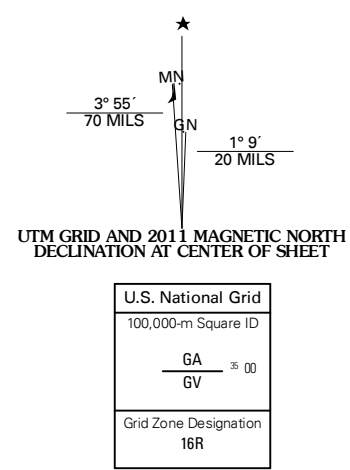 MN
3° 55´
70 MILS
GN
1° 9´
20 MILS
UTM GRID AND 2011 MAGNETIC NORTH
DECLINATION AT CENTER OF SHEET
U.S. National Grid
100,000-m Square ID
GA
GV
35 00
Grid Zone Designation
16R